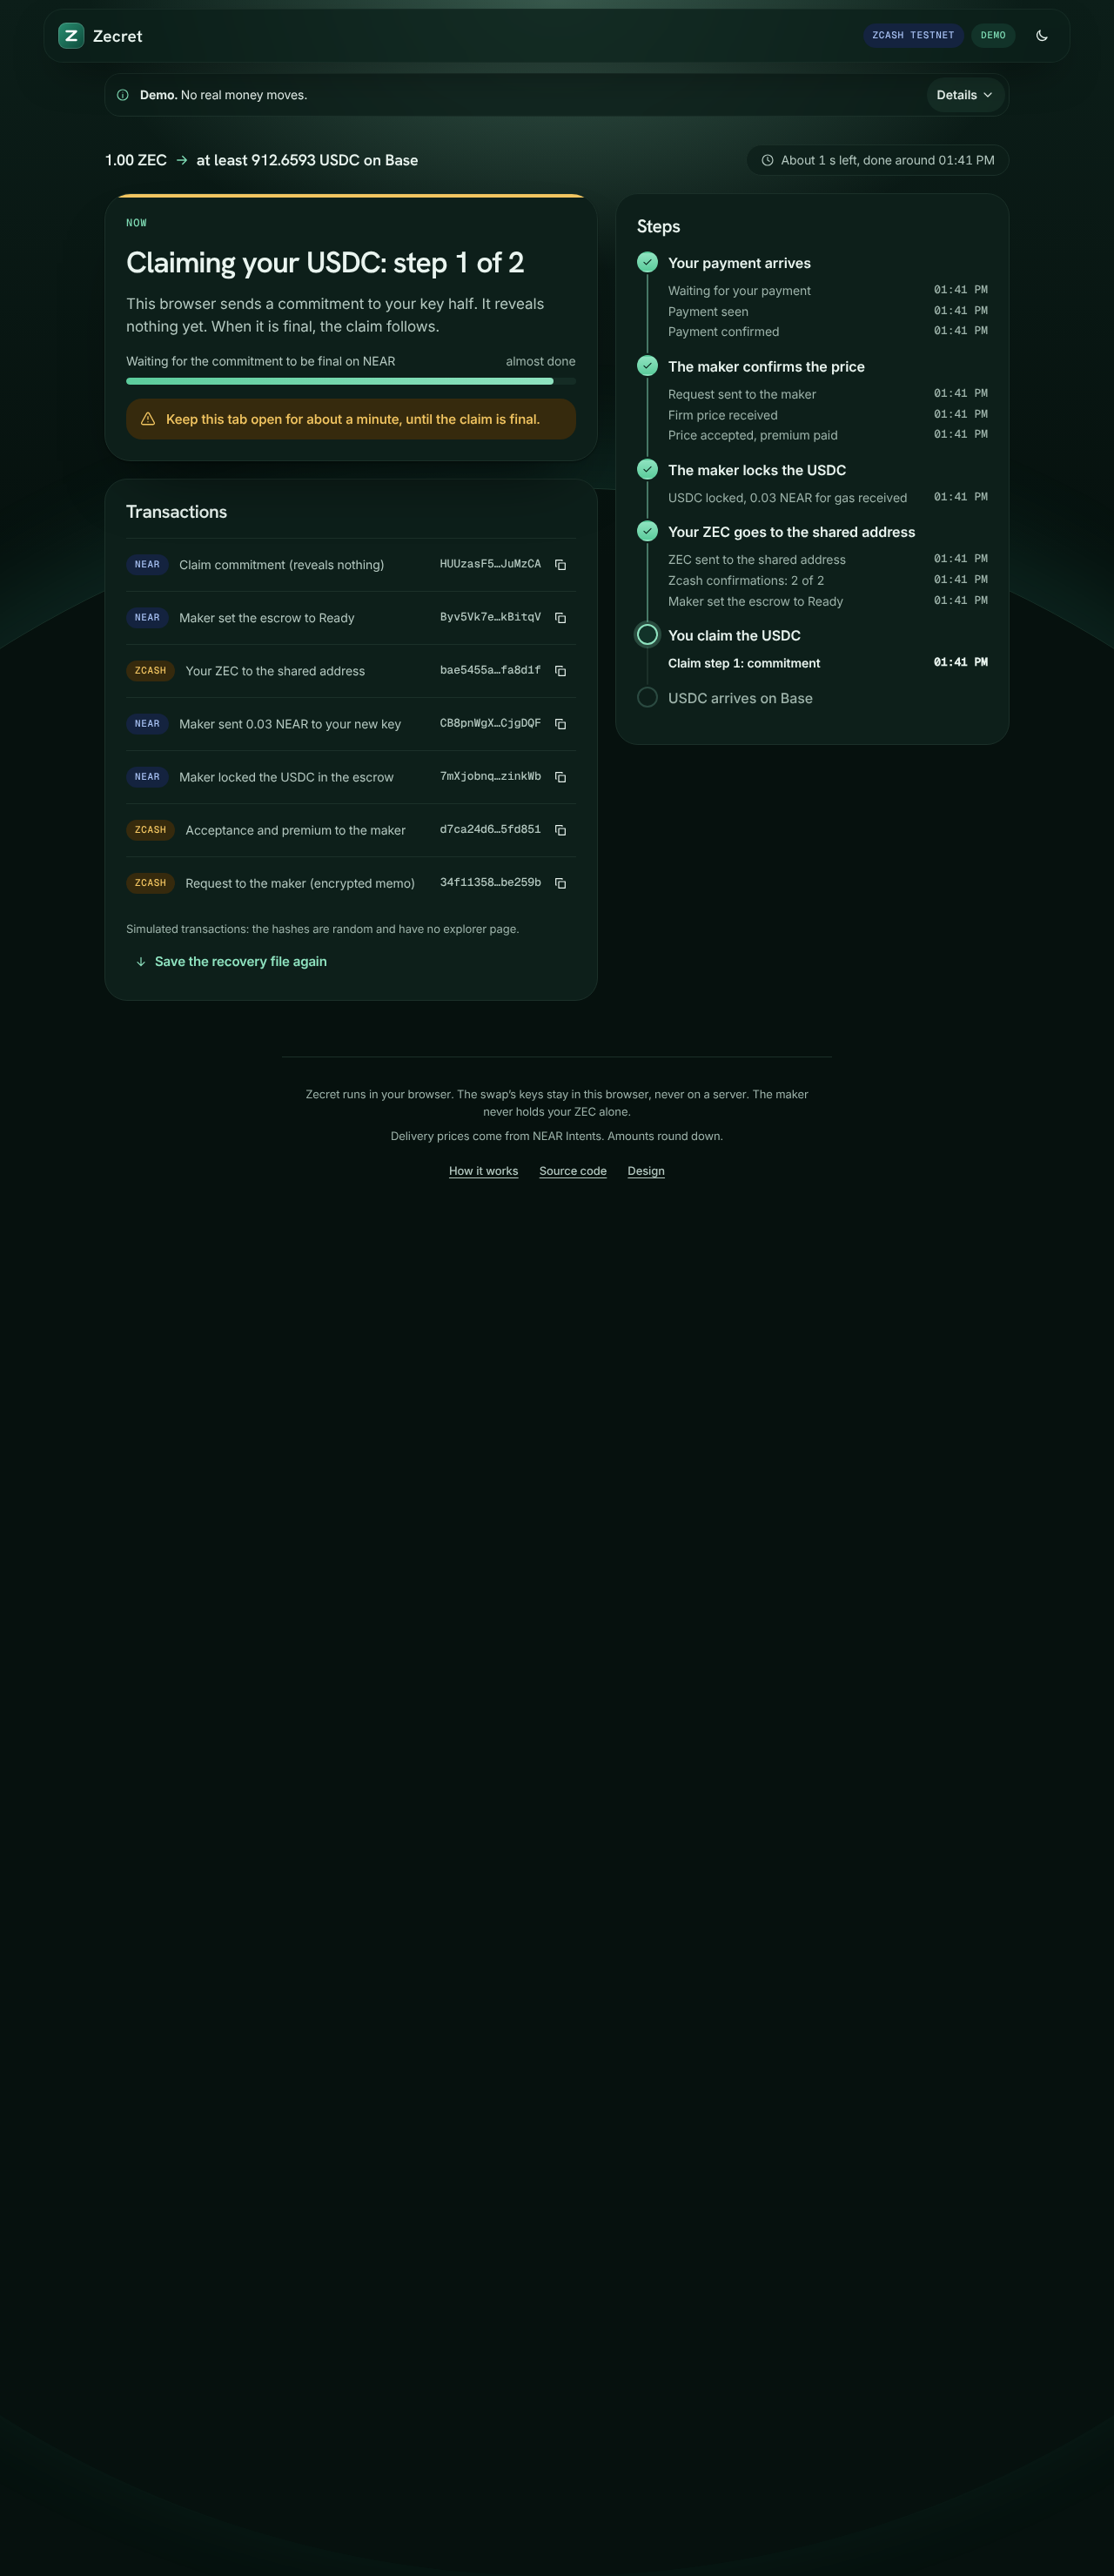 Zecret
ZCASH TESTNET
DEMO
Demo. No real money moves.
Details
1.00 ZEC → at least 912.6593 USDC on Base
About 1 s left, done around 01:41 PM
NOW
Claiming your USDC: step 1 of 2
This browser sends a commitment to your key half. It reveals
nothing yet. When it is final, the claim follows.
Waiting for the commitment to be final on NEAR
almost done
Keep this tab open for about a minute, until the claim is final.
Transactions
NEAR Claim commitment (reveals nothing) HUUzasF5…JuMzCA
NEAR Maker set the escrow to Ready Byv5Vk7e…kBitqV
ZCASH Your ZEC to the shared address bae5455a…fa8d1f
NEAR Maker sent 0.03 NEAR to your new key CB8pnWgX…CjgDQF
NEAR Maker locked the USDC in the escrow 7mXjobnq…zinkWb
ZCASH Acceptance and premium to the maker d7ca24d6…5fd851
ZCASH Request to the maker (encrypted memo) 34f11358…be259b
Simulated transactions: the hashes are random and have no explorer page.
Save the recovery file again
Steps
Your payment arrives
Waiting for your payment 01:41 PM
Payment seen 01:41 PM
Payment confirmed 01:41 PM
The maker confirms the price
Request sent to the maker 01:41 PM
Firm price received 01:41 PM
Price accepted, premium paid 01:41 PM
The maker locks the USDC
USDC locked, 0.03 NEAR for gas received 01:41 PM
Your ZEC goes to the shared address
ZEC sent to the shared address 01:41 PM
Zcash confirmations: 2 of 2 01:41 PM
Maker set the escrow to Ready 01:41 PM
You claim the USDC
Claim step 1: commitment 01:41 PM
USDC arrives on Base
Zecret runs in your browser. The swap’s keys stay in this browser, never on a server. The maker
never holds your ZEC alone.
Delivery prices come from NEAR Intents. Amounts round down.
How it works
Source code
Design